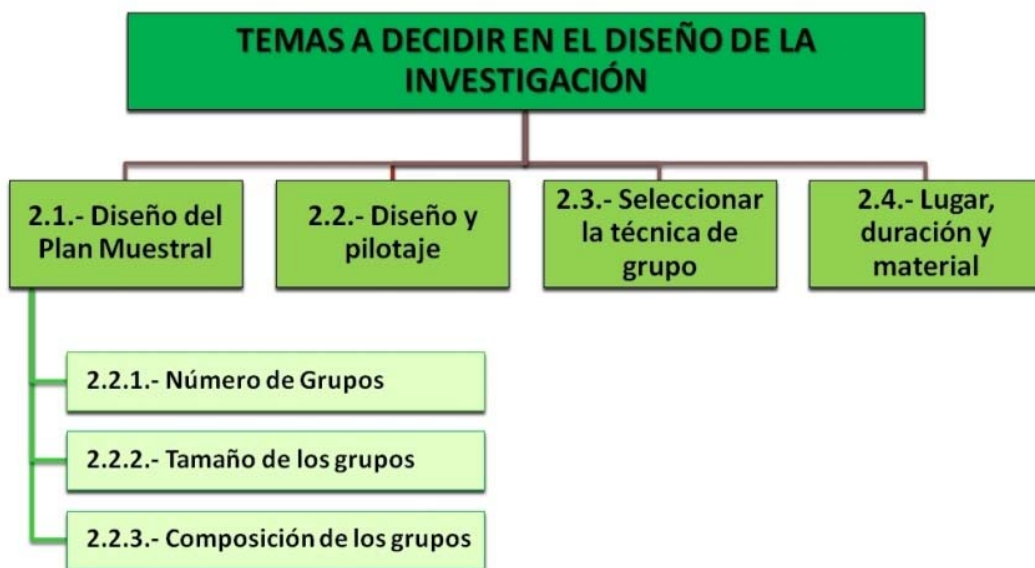 TEMAS A DECIDIR EN EL DISEÑO DE LA
INVESTIGACIÓN
2.1.- Diseño del
Plan Muestral
2.2.- Diseño y
pilotaje
2.3.- Seleccionar
la técnica de
grupo
2.4.- Lugar,
duración y
material
2.2.1.- Número de Grupos
2.2.2.- Tamaño de los grupos
2.2.3.- Composición de los grupos